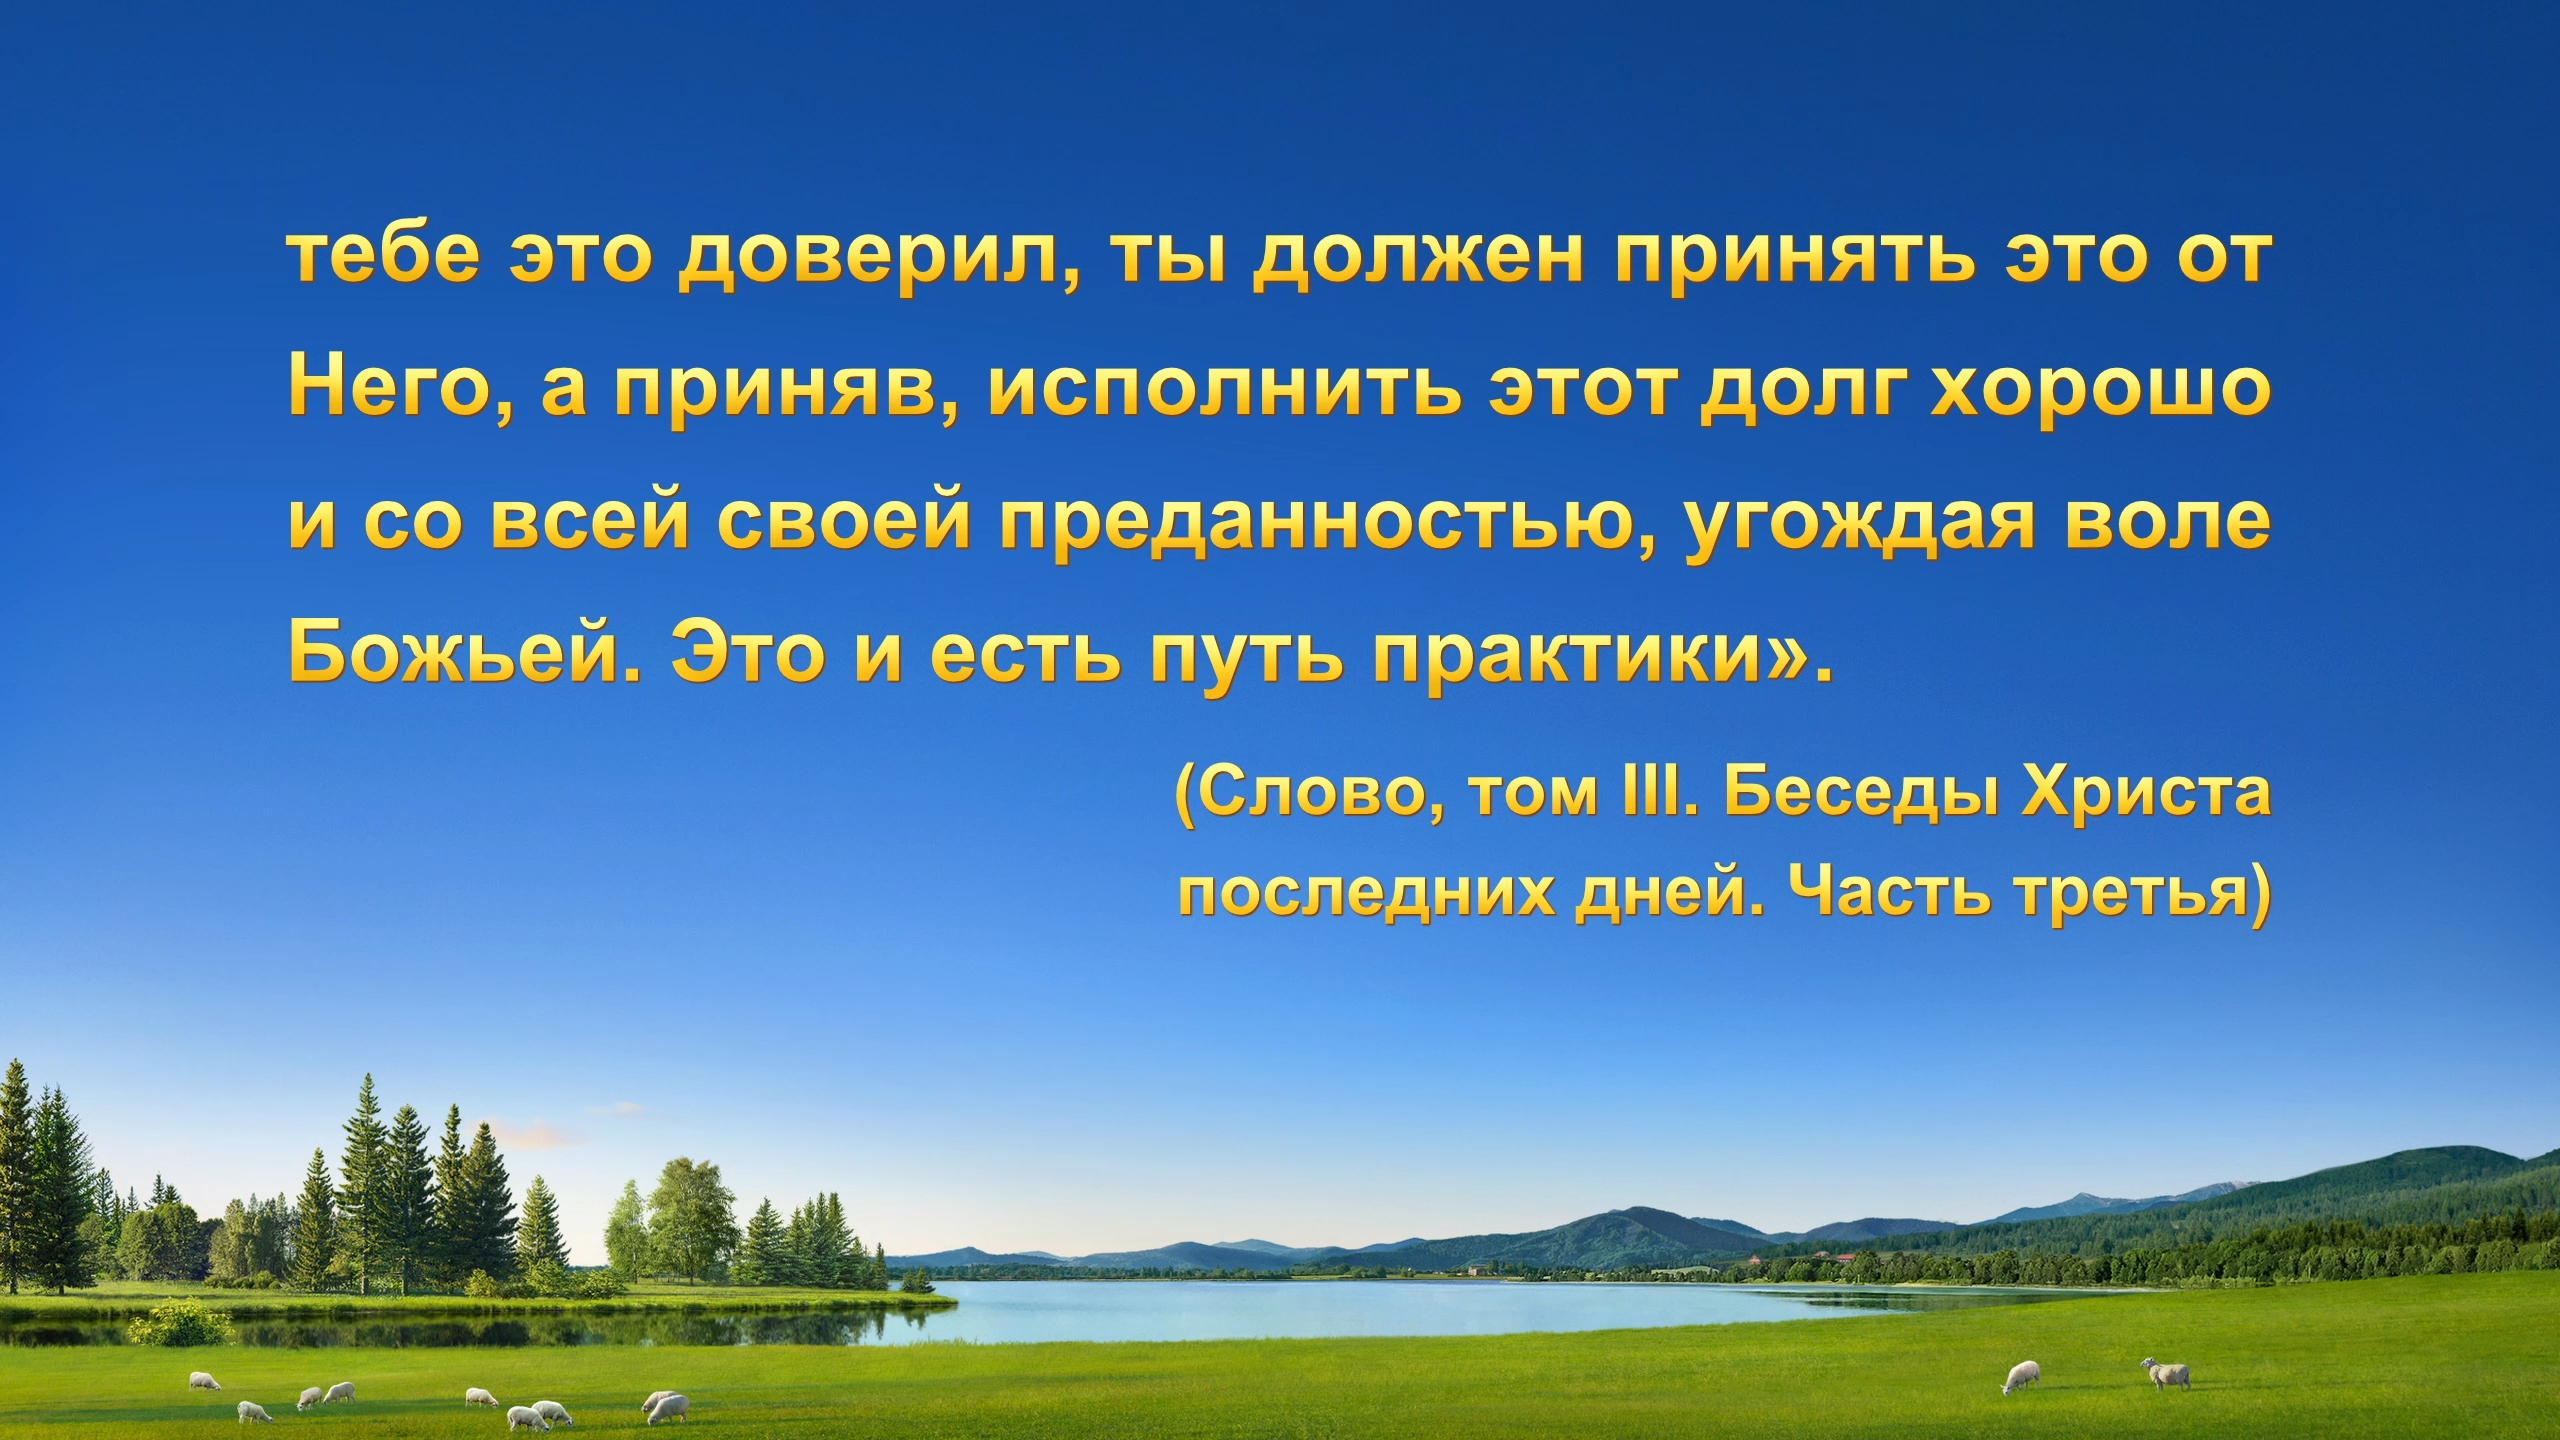 тебе это доверил, ты должен принять это от
Него, а приняв, исполнить этот долг хорошо
и со всей своей преданностью, угождая воле
Божьей. Это и есть путь практики».
(Слово, том III. Беседы Христа
последних дней. Часть третья)